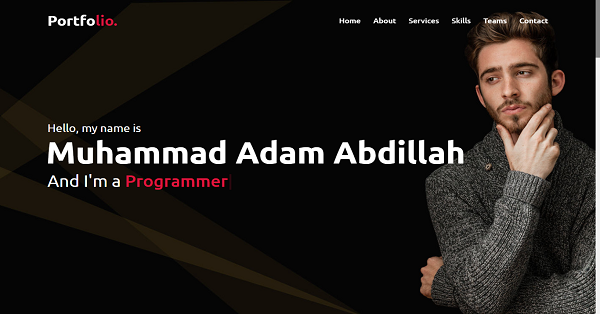 Portfolio.
Home About Services Skills Teams Contact
Hello, my name is
Muhammad Adam Abdillah
And I'm a Programmer|